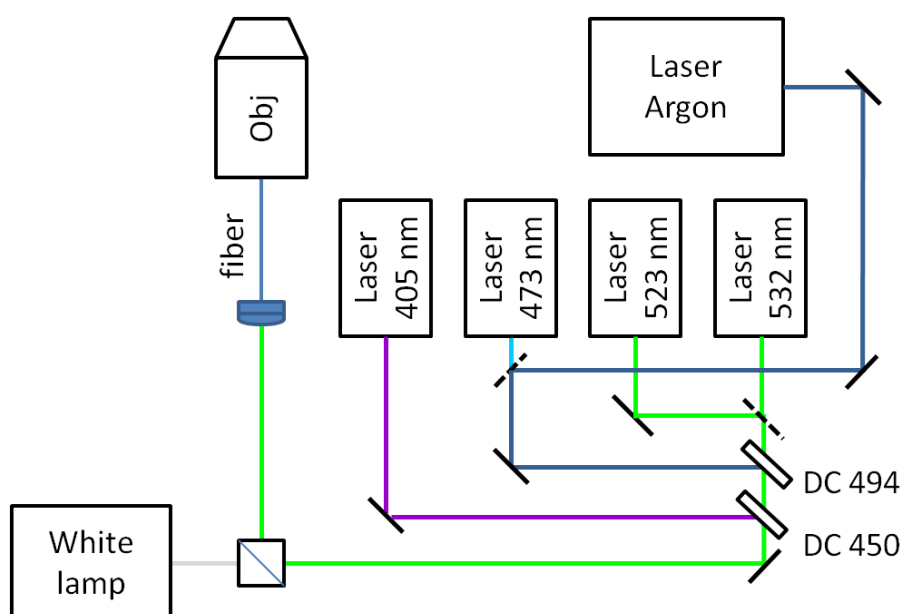 Laser
Argon
Obj
fiber
Laser
405 nm
Laser
473 nm
Laser
523 nm
Laser
532 nm
DC 494
DC 450
White
lamp